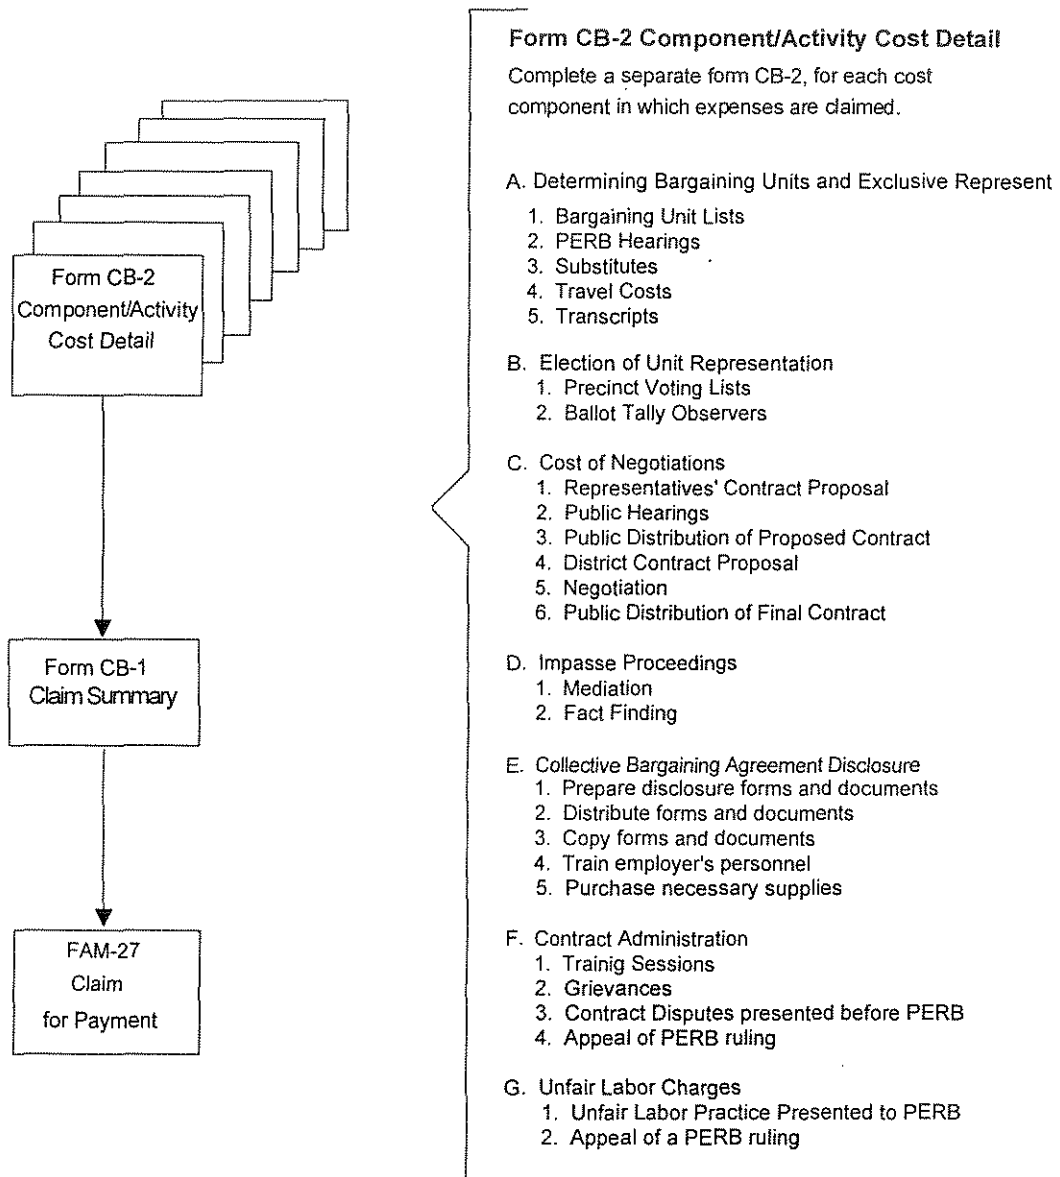 Form CB-2
Component/Activity
Cost Detail
Form CB-1
Claim Summary
FAM-27
Claim
for Payment
Form CB-2 Component/Activity Cost Detail
Complete a separate form CB-2, for each cost
component in which expenses are claimed.
A. Determining Bargaining Units and Exclusive Represent
1. Bargaining Unit Lists
2. PERB Hearings
3. Substitutes
4. Travel Costs
5. Transcripts
B. Election of Unit Representation
1. Precinct Voting Lists
2. Ballot Tally Observers
C. Cost of Negotiations
1. Representatives' Contract Proposal
2. Public Hearings
3. Public Distribution of Proposed Contract
4. District Contract Proposal
5. Negotiation
6. Public Distribution of Final Contract
D. Impasse Proceedings
1. Mediation
2. Fact Finding
E. Collective Bargaining Agreement Disclosure
1. Prepare disclosure forms and documents
2. Distribute forms and documents
3. Copy forms and documents
4. Train employer's personnel
5. Purchase necessary supplies
F. Contract Administration
1. Trainig Sessions
2. Grievances
3. Contract Disputes presented before PERB
4. Appeal of PERB ruling
G. Unfair Labor Charges
1. Unfair Labor Practice Presented to PERB
2. Appeal of a PERB ruling